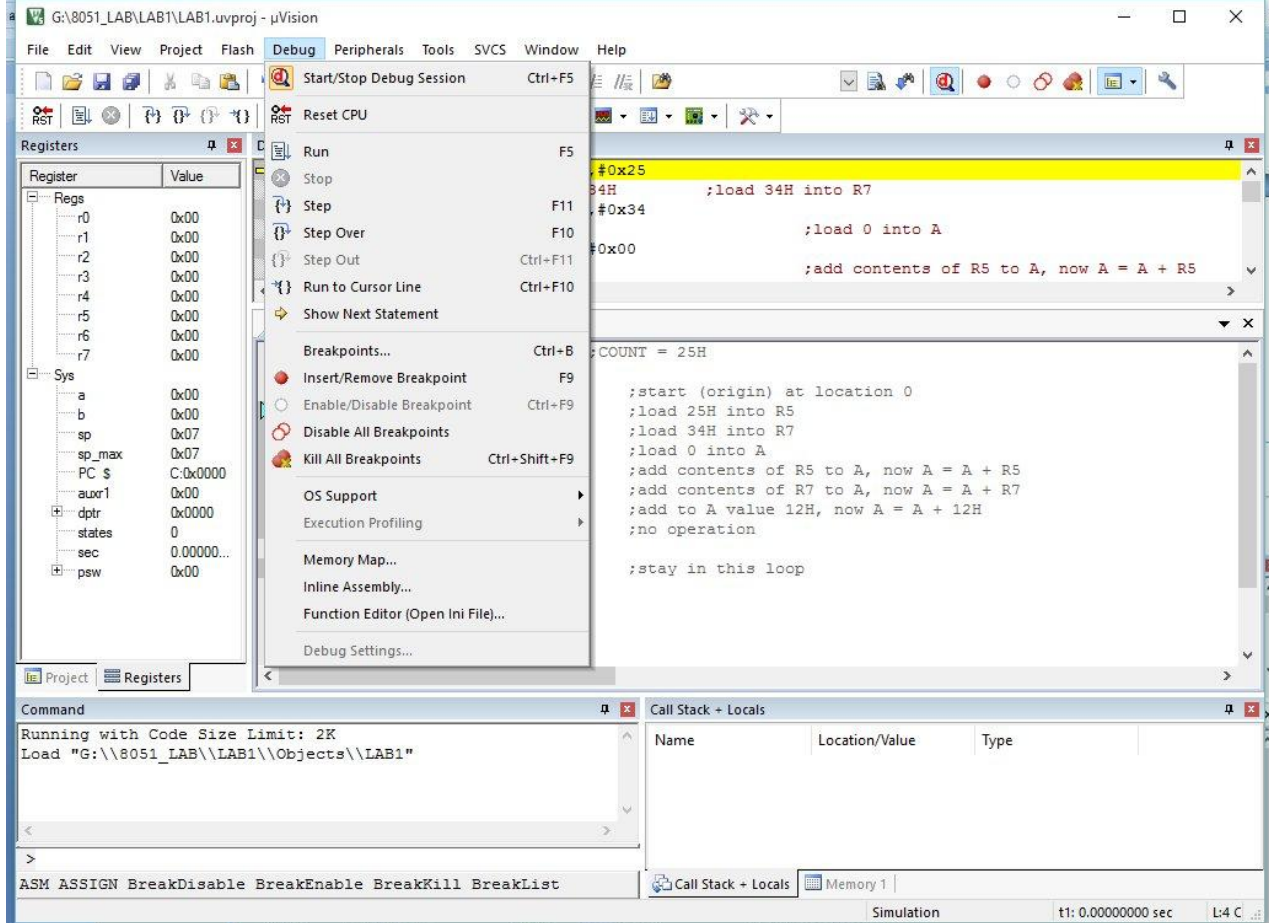 G:\8051_LAB\LAB1\LAB1.uvproj - µVision
File Edit View Project Flash Debug Peripherals Tools SVCS Window Help
Start/Stop Debug Session Ctrl+F5
Reset CPU
Run F5
Stop
Step F11
Step Over F10
Step Out Ctrl+F11
Run to Cursor Line Ctrl+F10
Show Next Statement
Breakpoints... Ctrl+B
Insert/Remove Breakpoint F9
Enable/Disable Breakpoint Ctrl+F9
Disable All Breakpoints
Kill All Breakpoints Ctrl+Shift+F9
OS Support
Execution Profiling
Memory Map...
Inline Assembly...
Function Editor (Open Ini File)...
Debug Settings...
RST
Registers
Register Value
Regs
r0 0x00
r1 0x00
r2 0x00
r3 0x00
r4 0x00
r5 0x00
r6 0x00
r7 0x00
Sys
a 0x00
b 0x00
sp 0x07
sp_max 0x07
PC $ C:0x0000
auxr1 0x00
dptr 0x0000
states 0
sec 0.00000...
psw 0x00
Project Registers
,#0x25
34H ;load 34H into R7
,#0x34
;load 0 into A
#0x00
;add contents of R5 to A, now A = A + R5
;COUNT = 25H
;start (origin) at location 0
;load 25H into R5
;load 34H into R7
;load 0 into A
;add contents of R5 to A, now A = A + R5
;add contents of R7 to A, now A = A + R7
;add to A value 12H, now A = A + 12H
;no operation
;stay in this loop
Command
Running with Code Size Limit: 2K
Load "G:\\8051_LAB\\LAB1\\Objects\\LAB1"
>
ASM ASSIGN BreakDisable BreakEnable BreakKill BreakList
Call Stack + Locals
Name Location/Value Type
Call Stack + Locals Memory 1
Simulation t1: 0.00000000 sec L:4 C